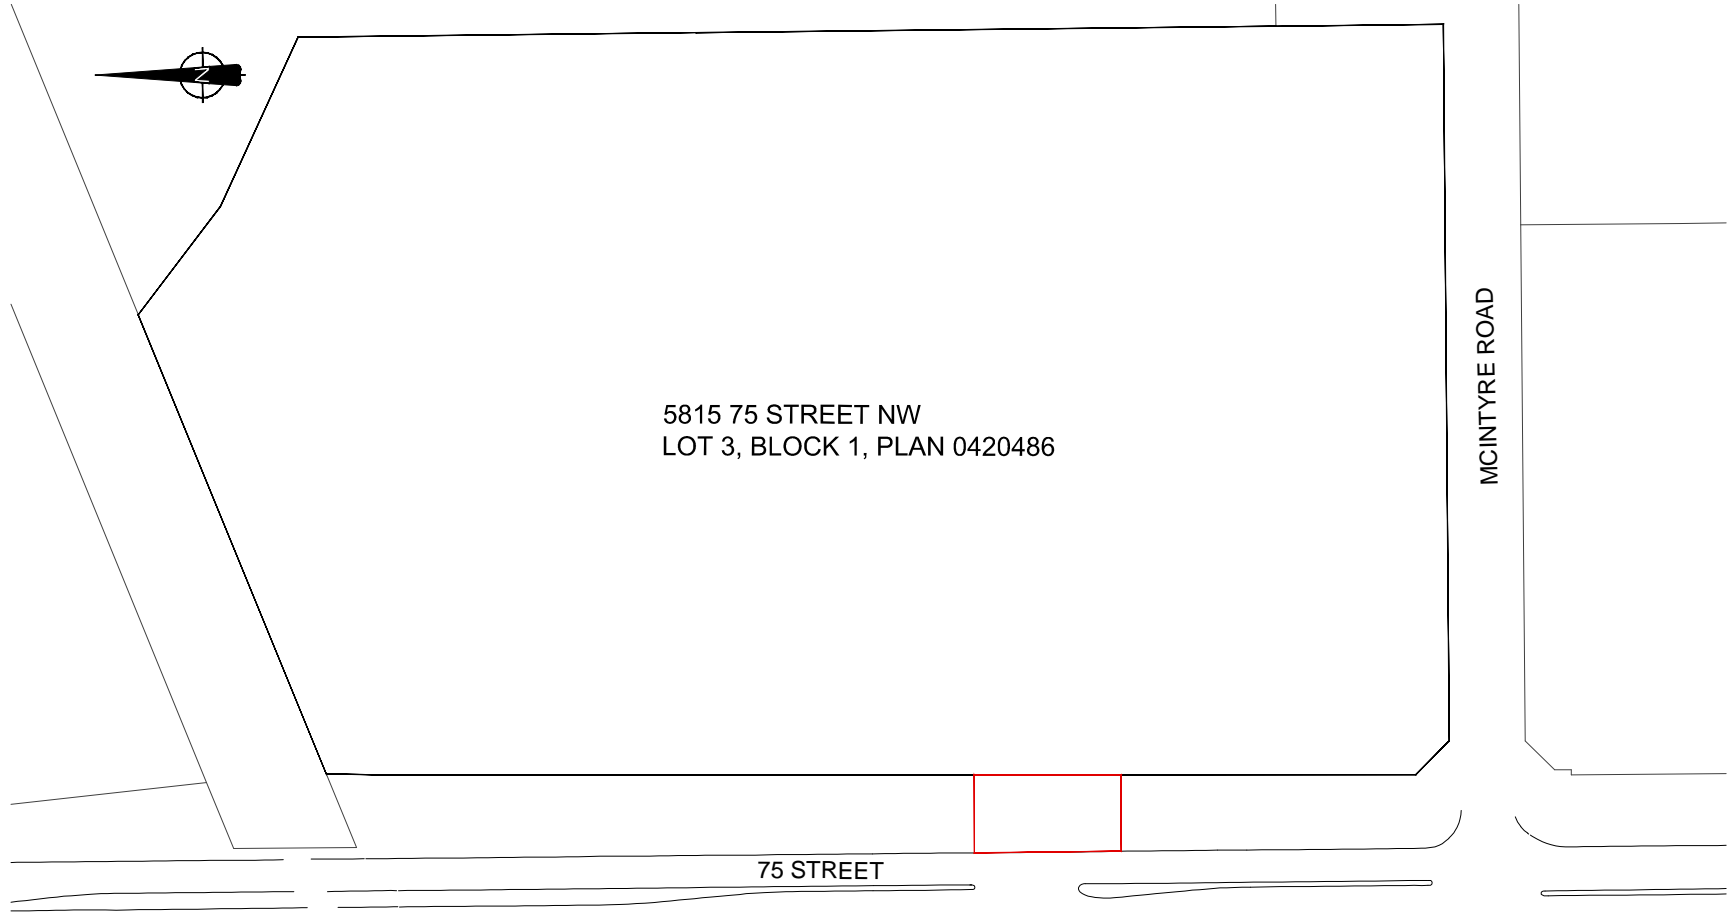 N
5815 75 STREET NW
LOT 3, BLOCK 1, PLAN 0420486
MCINTYRE ROAD
75 STREET